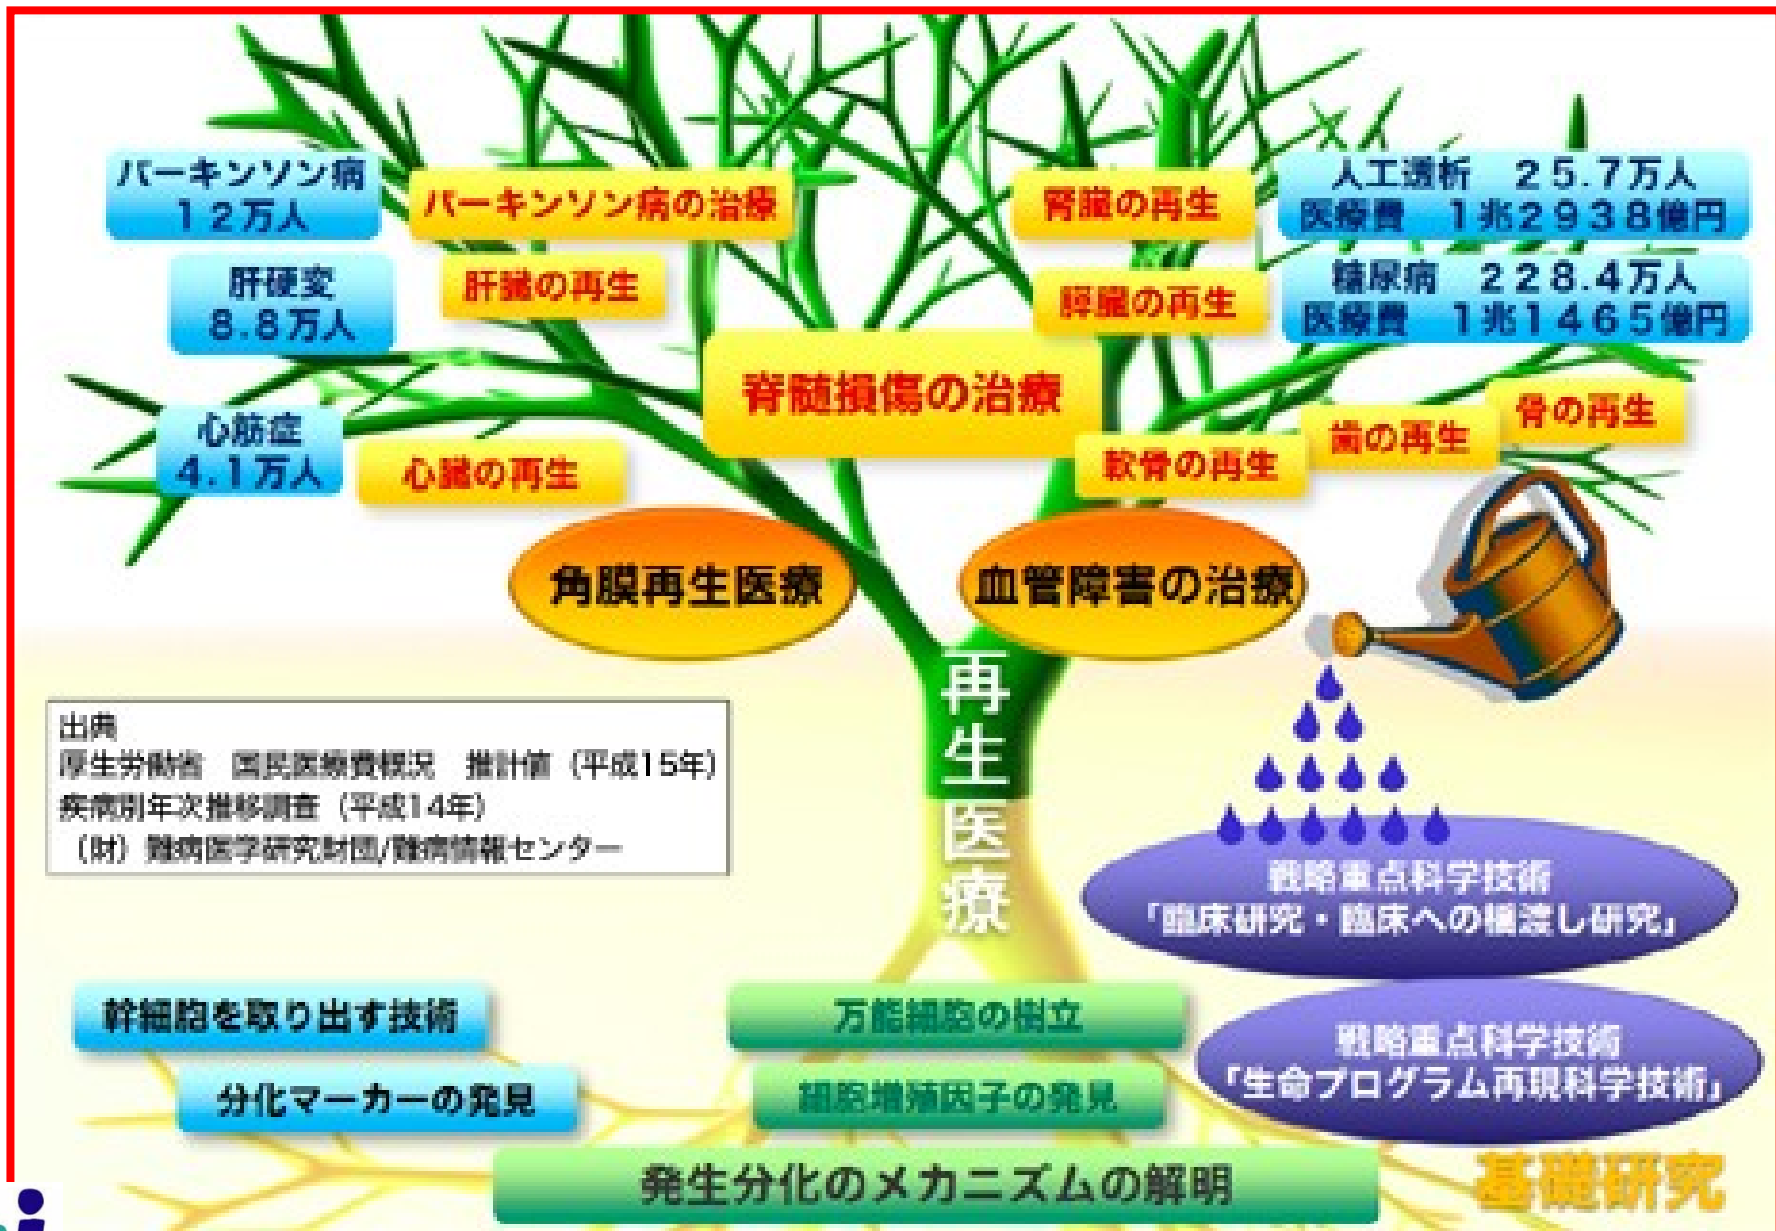 パーキンソン病
12万人
パーキンソン病の治療
腎臓の再生
人工透析　25.7万人
医療費　1兆2938億円
肝硬変
8.8万人
肝臓の再生
膵臓の再生
糖尿病　228.4万人
医療費　1兆1465億円
脊髄損傷の治療
心筋症
4.1万人
心臓の再生
軟骨の再生
歯の再生
骨の再生
角膜再生医療
血管障害の治療
再生医療
出典
厚生労働省　国民医療費概況　推計値（平成15年）
疾病別年次推移調査（平成14年）
（財）難病医学研究財団/難病情報センター
戦略重点科学技術
「臨床研究・臨床への橋渡し研究」
幹細胞を取り出す技術
万能細胞の樹立
戦略重点科学技術
「生命プログラム再現科学技術」
分化マーカーの発見
細胞増殖因子の発見
発生分化のメカニズムの解明
基礎研究